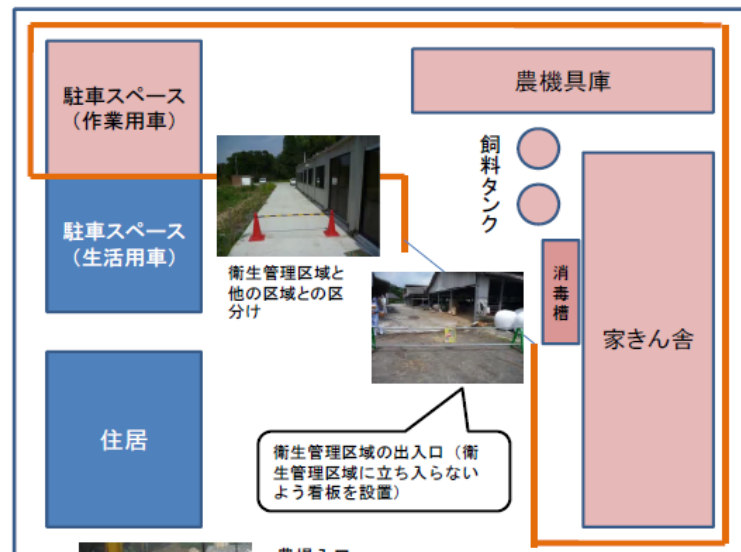 駐車スペース
（作業用車）
農機具庫
飼料タンク
駐車スペース
（生活用車）
衛生管理区域と
他の区域との区
分け
消毒槽
家きん舎
住居
衛生管理区域の出入口（衛
生管理区域に立ち入らない
よう看板を設置）